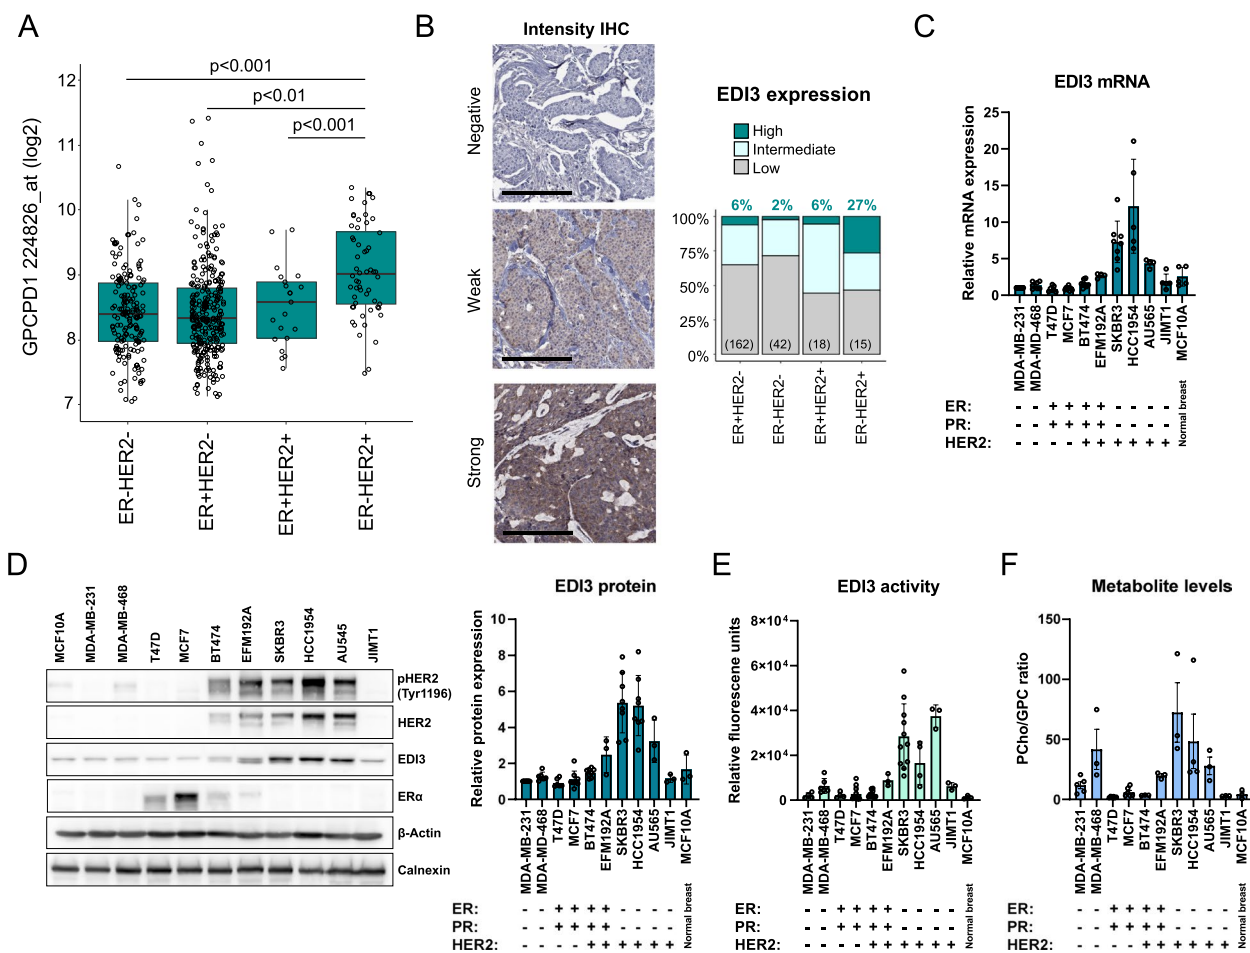 A
GPCPD1 224826_at (log2)
12
11
10
9
8
7
p<0.001
p<0.01
p<0.001
ER-HER2-
ER+HER2-
ER+HER2+
ER-HER2+
B
Intensity IHC
Negative
Weak
Strong
EDI3 expression
High
Intermediate
Low
6% 2% 6% 27%
100%
75%
50%
25%
0%
(162) (42) (18) (15)
ER+HER2-
ER-HER2-
ER+HER2+
ER-HER2+
C
EDI3 mRNA
Relative mRNA expression
25
20
15
10
5
0
MDA-MB-231
MDA-MD-468
T47D
MCF7
BT474
EFM192A
SKBR3
HCC1954
AU565
JIMT1
MCF10A
ER: - - + + + + - - - -
PR: - - + + + + - - - -
HER2: - - - - + + + + + +
Normal breast
D
MCF10A
MDA-MB-231
MDA-MB-468
T47D
MCF7
BT474
EFM192A
SKBR3
HCC1954
AU545
JIMT1
pHER2
(Tyr1196)
HER2
EDI3
ERα
β-Actin
Calnexin
EDI3 protein
Relative protein expression
10
8
6
4
2
0
MDA-MB-231
MDA-MD-468
T47D
MCF7
BT474
EFM192A
SKBR3
HCC1954
AU565
JIMT1
MCF10A
ER: - - + + + + - - - -
PR: - - + + + + - - - -
HER2: - - - - + + + + + +
Normal breast
E
EDI3 activity
Relative fluorescene units
8×10⁴
6×10⁴
4×10⁴
2×10⁴
0
MDA-MB-231
MDA-MB-468
T47D
MCF7
BT474
EFM192A
SKBR3
HCC1954
AU565
JIMT1
MCF10A
ER: - - + + + + - - - -
PR: - - + + + + - - - -
HER2: - - - - + + + + + +
Normal breast
F
Metabolite levels
PCho/GPC ratio
150
100
50
0
MDA-MB-231
MDA-MB-468
T47D
MCF7
BT474
EFM192A
SKBR3
HCC1954
AU565
JIMT1
MCF10A
ER: - - + + + + - - - -
PR: - - + + + + - - - -
HER2: - - - - + + + + + +
Normal breast